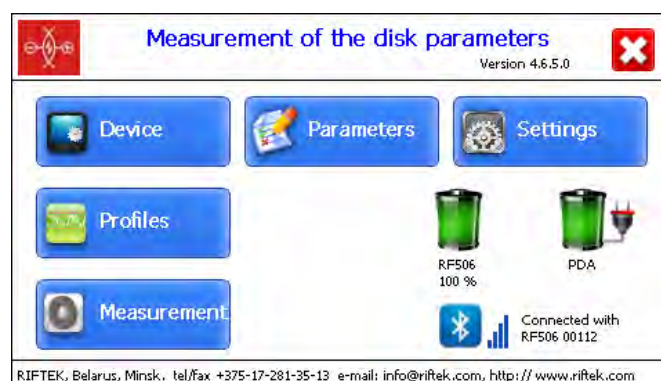 Measurement of the disk parameters
Version 4.6.5.0
Device
Parameters
Settings
Profiles
RF506
100 %
PDA
Measurement
Connected with
RF506 00112
RIFTEK, Belarus, Minsk, tel/fax +375-17-281-35-13 e-mail: info@riftek.com, http://www.riftek.com